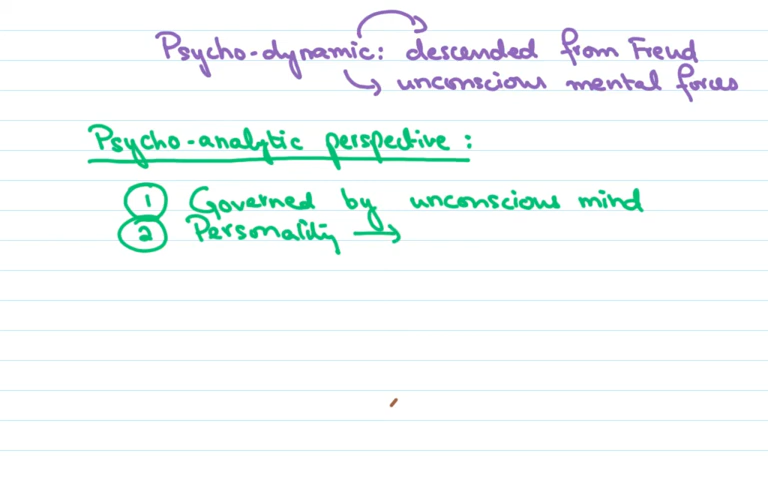 Psycho-dynamic: descended from Freud
unconscious mental forces
Psycho-analytic perspective:
1 Governed by unconscious mind
2 Personality →